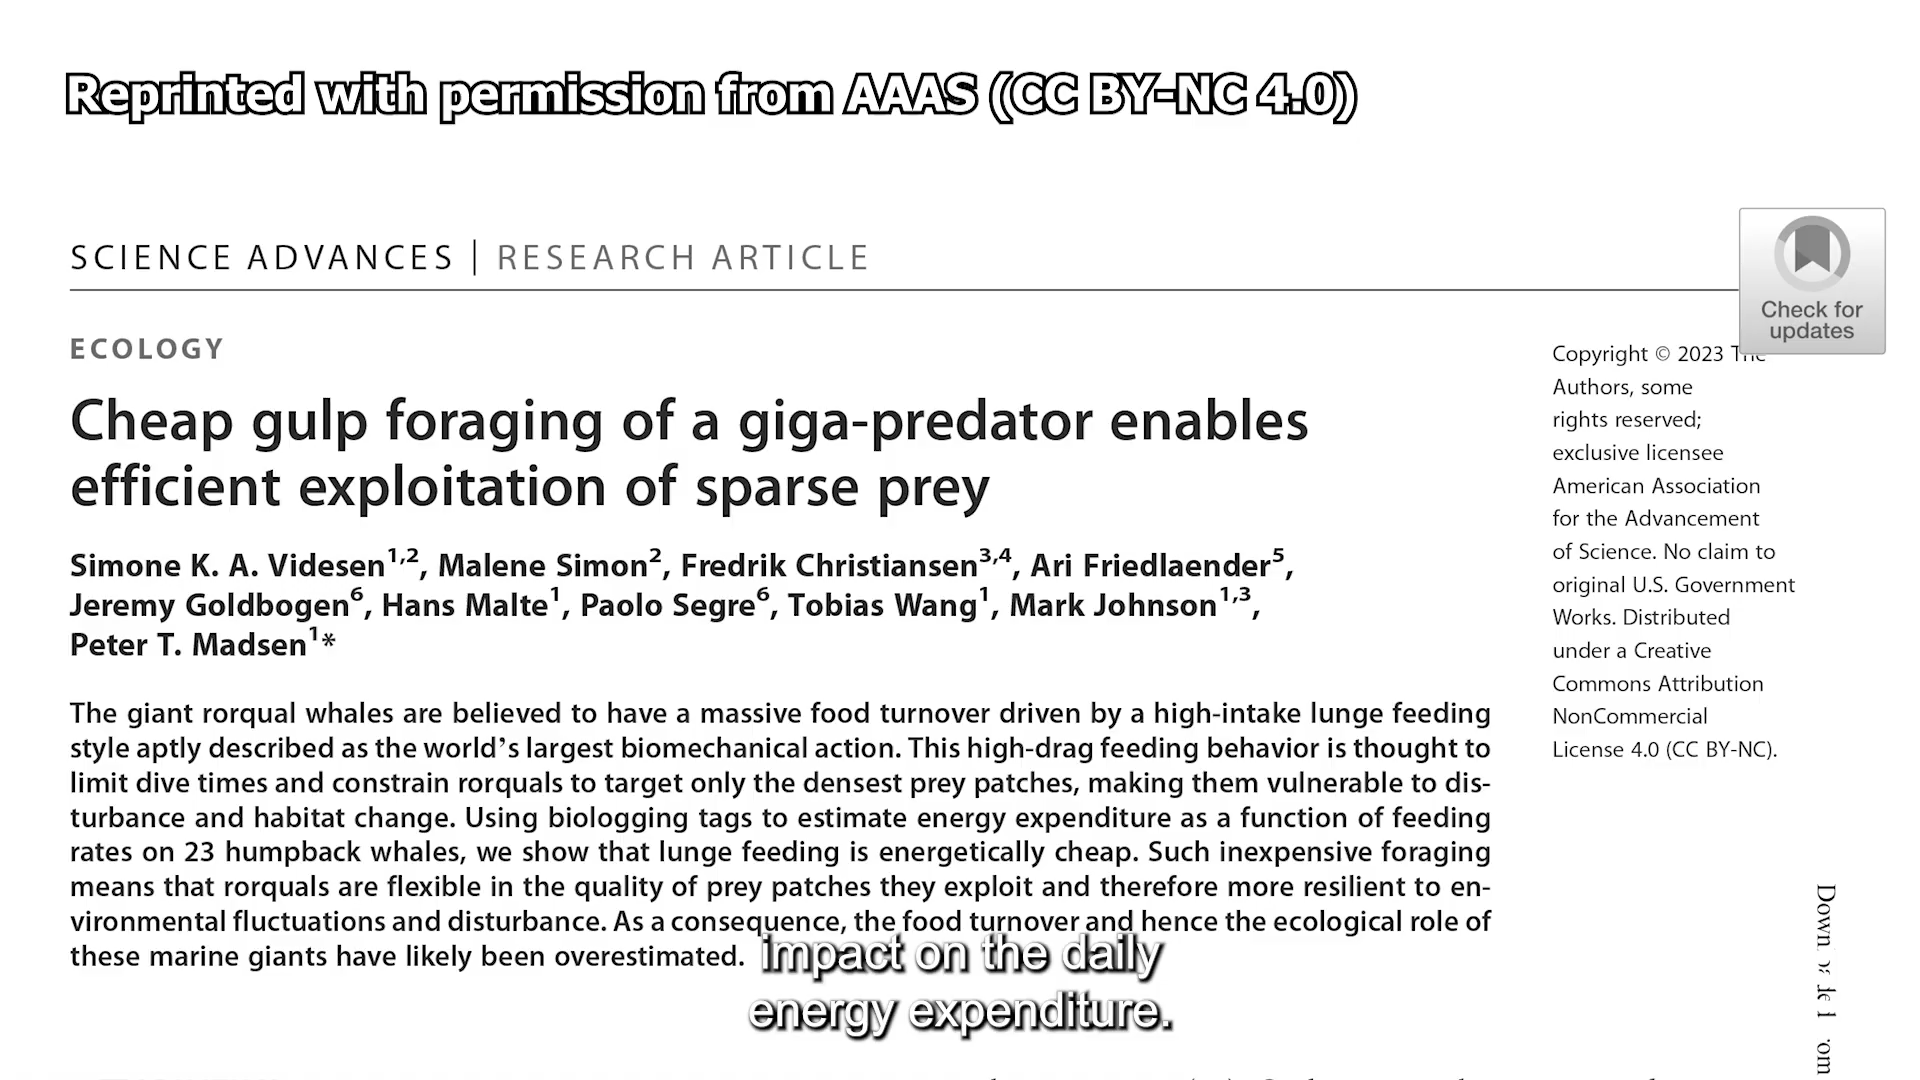 Reprinted with permission from AAAS (CC BY-NC 4.0)
SCIENCE ADVANCES | RESEARCH ARTICLE
Check for
updates
ECOLOGY
Cheap gulp foraging of a giga-predator enables
efficient exploitation of sparse prey
Simone K. A. Videsen1,2, Malene Simon2, Fredrik Christiansen3,4, Ari Friedlaender5,
Jeremy Goldbogen6, Hans Malte1, Paolo Segre6, Tobias Wang1, Mark Johnson1,3,
Peter T. Madsen1*
The giant rorqual whales are believed to have a massive food turnover driven by a high-intake lunge feeding
style aptly described as the world's largest biomechanical action. This high-drag feeding behavior is thought to
limit dive times and constrain rorquals to target only the densest prey patches, making them vulnerable to dis-
turbance and habitat change. Using biologging tags to estimate energy expenditure as a function of feeding
rates on 23 humpback whales, we show that lunge feeding is energetically cheap. Such inexpensive foraging
means that rorquals are flexible in the quality of prey patches they exploit and therefore more resilient to en-
vironmental fluctuations and disturbance. As a consequence, the food turnover and hence the ecological role of
these marine giants have likely been overestimated.
Copyright © 2023 The
Authors, some
rights reserved;
exclusive licensee
American Association
for the Advancement
of Science. No claim to
original U.S. Government
Works. Distributed
under a Creative
Commons Attribution
NonCommercial
License 4.0 (CC BY-NC).
impact on the daily
energy expenditure.